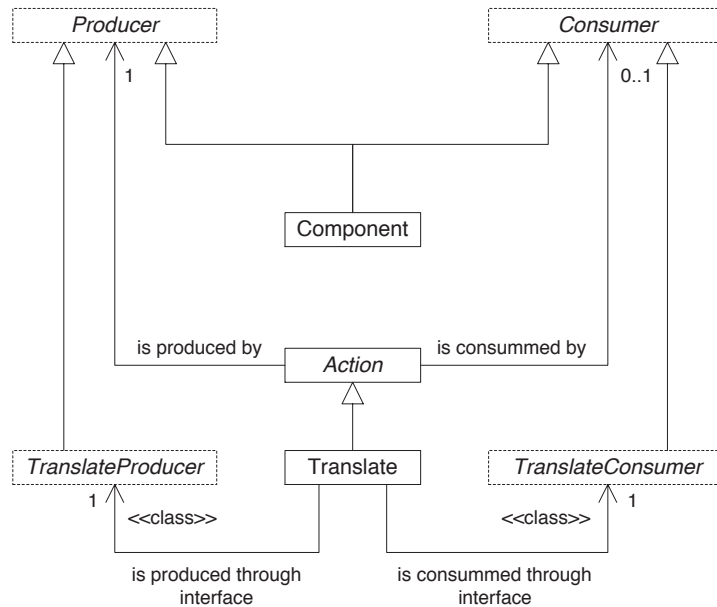 Producer
Consumer
1
0..1
Component
is produced by
Action
is consummed by
TranslateProducer
Translate
TranslateConsumer
1
<<class>>
<<class>>
1
is produced through
interface
is consummed through
interface